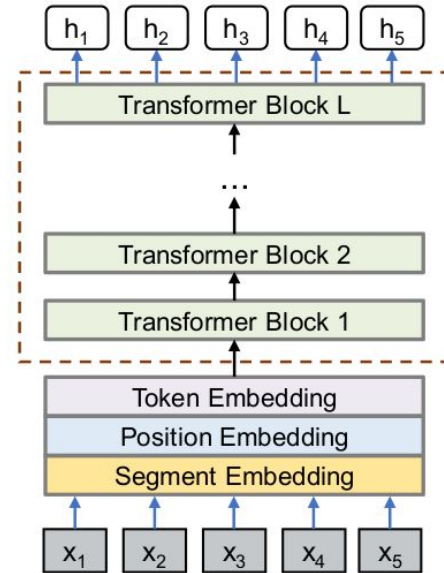 h₁ h₂ h₃ h₄ h₅
Transformer Block L
...
Transformer Block 2
Transformer Block 1
Token Embedding
Position Embedding
Segment Embedding
x₁ x₂ x₃ x₄ x₅